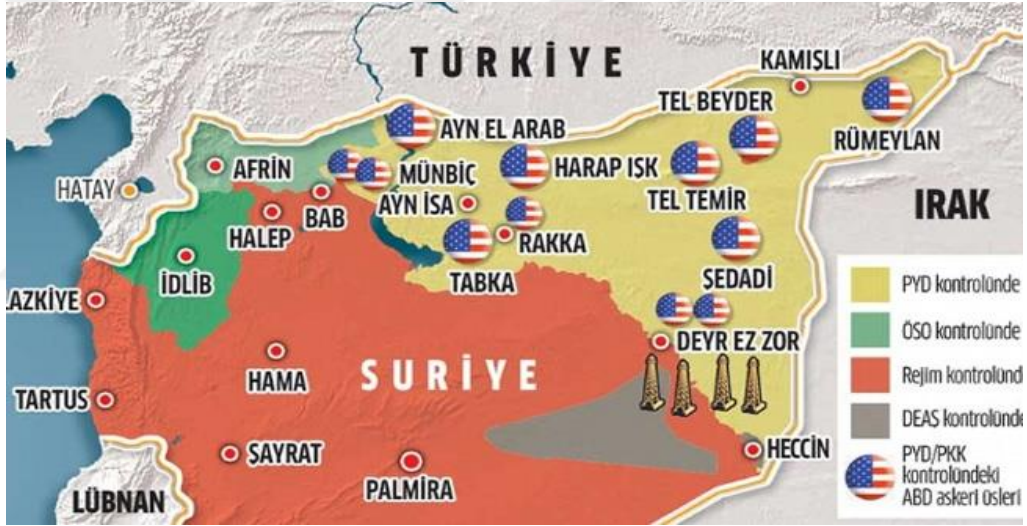 TÜRKİYE
KAMIŞLI
TEL BEYDER
AYN EL ARAB
RÜMEYLAN
AFRİN
MÜNBİÇ
HARAP IŞK
HATAY
TEL TEMİR
IRAK
BAB
AYN İSA
HALEP
RAKKA
İDLİB
TABKA
ŞEDADİ
LAZKİYE
DEYR EZ ZOR
HAMA
SURİYE
TARTUS
ŞAYRAT
HECCİN
PALMİRA
LÜBNAN
PYD kontrolünde
ÖSO kontrolünde
Rejim kontrolünde
DEAŞ kontrolünde
PYD/PKK
kontrolündeki
ABD askeri üsleri